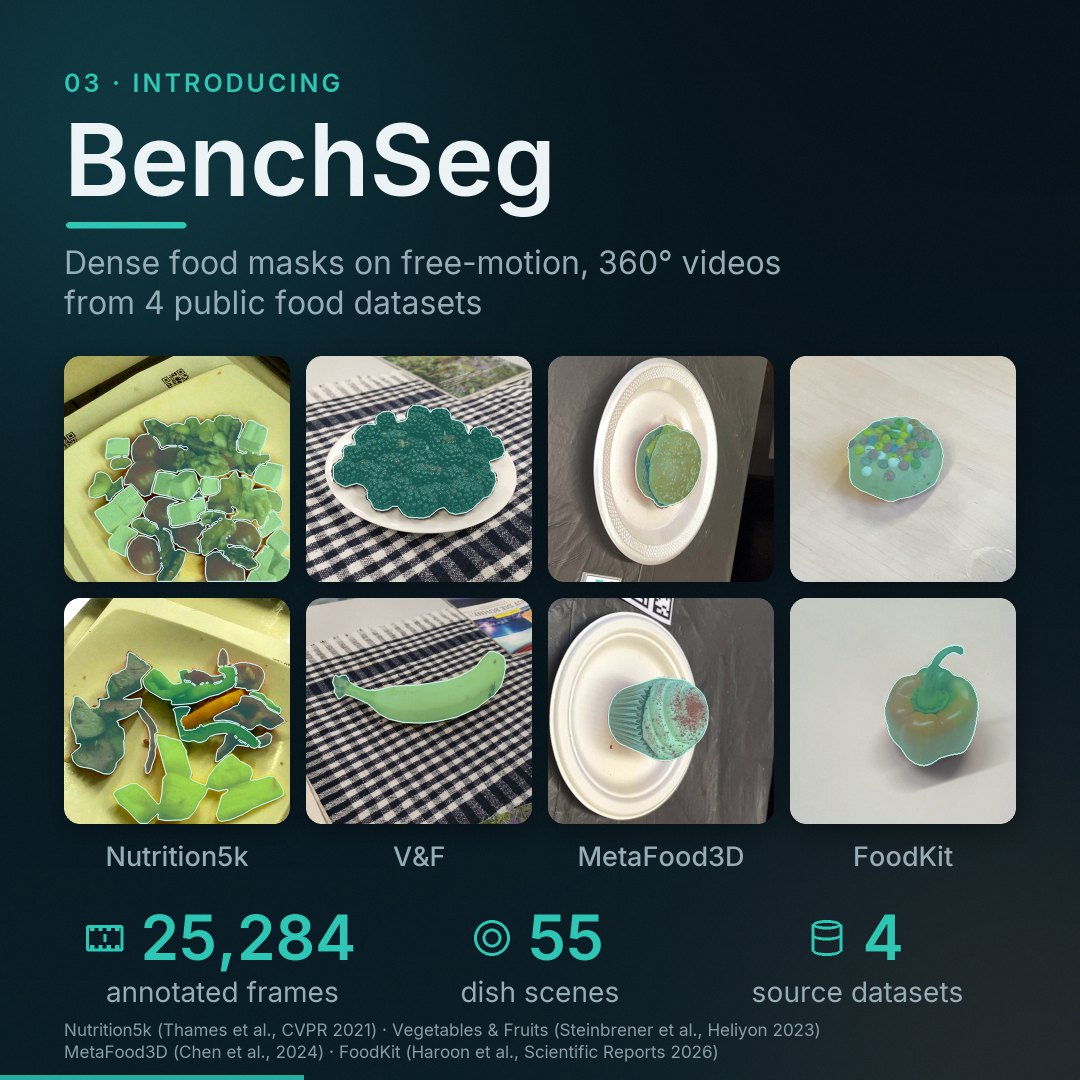 03 · INTRODUCING
BenchSeg
Dense food masks on free-motion, 360° videos
from 4 public food datasets
Nutrition5k
V&F
MetaFood3D
FoodKit
25,284
55
4
annotated frames
dish scenes
source datasets
Nutrition5k (Thames et al., CVPR 2021) · Vegetables & Fruits (Steinbrener et al., Heliyon 2023)
MetaFood3D (Chen et al., 2024) · FoodKit (Haroon et al., Scientific Reports 2026)